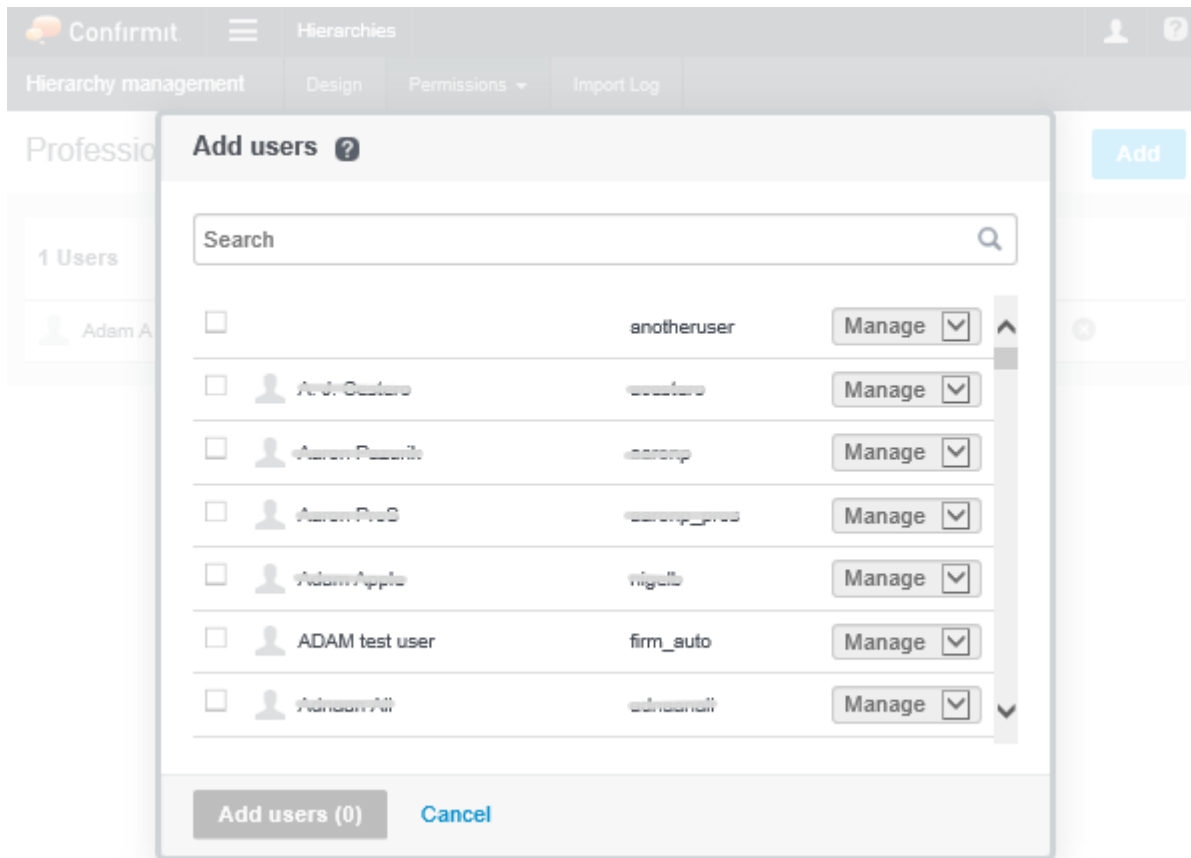 Confirmit. Hierarchies
Hierarchy management Design Permissions Import Log
Professio Add
Add users ?
Search
1 Users
Adam A
anotheruser Manage
Manage
Manage
Manage
Manage
ADAM test user firm_auto Manage
Manage
Add users (0) Cancel